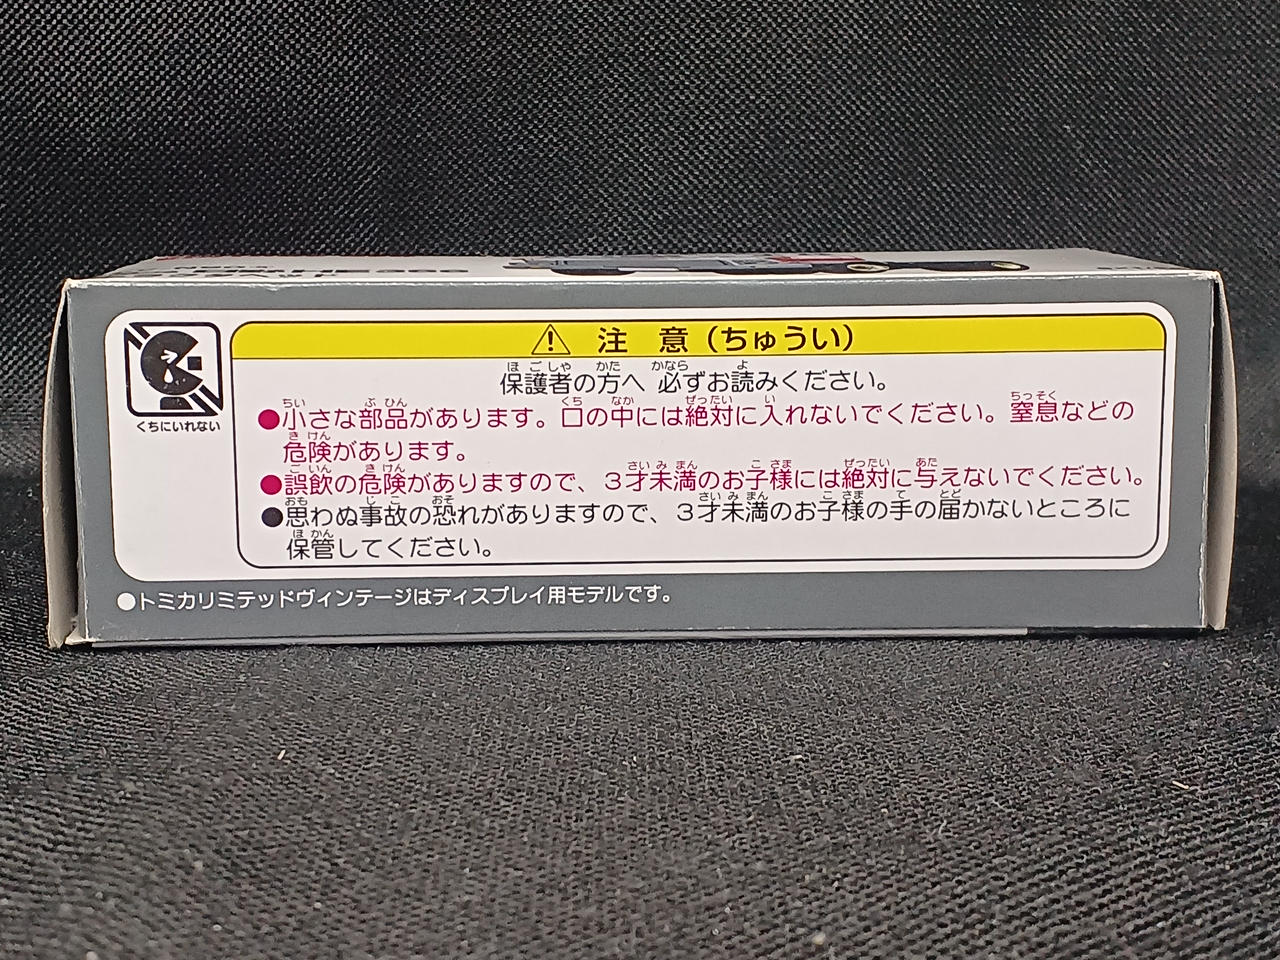 注 意（ちゅうい）
保護者の方へ 必ずお読みください。
●小さな部品があります。口の中には絶対に入れないでください。窒息などの
危険があります。
●誤飲の危険がありますので、３才未満のお子様には絶対に与えないでください。
●思わぬ事故の恐れがありますので、３才未満のお子様の手の届かないところに
保管してください。
くちにいれない
●トミカリミテッドヴィンテージはディスプレイ用モデルです。